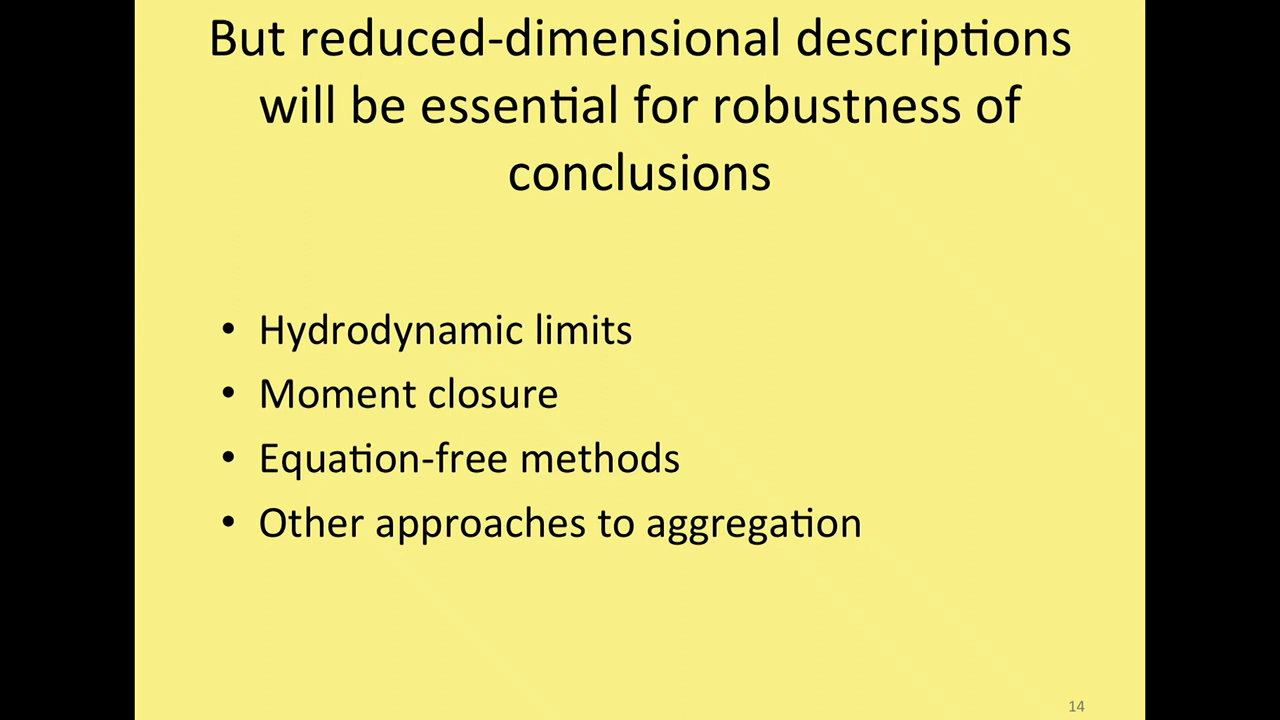 But reduced-dimensional descriptions
will be essential for robustness of
conclusions
• Hydrodynamic limits
• Moment closure
• Equation-free methods
• Other approaches to aggregation
14